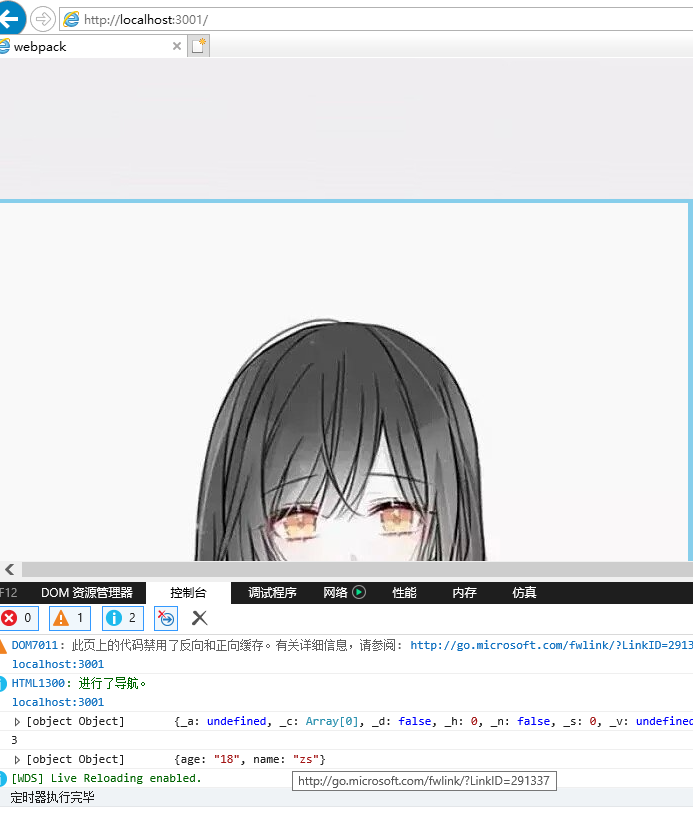 http://localhost:3001/
webpack
F12 DOM 资源管理器 控制台 调试程序 网络 性能 内存 仿真
0 1 2
DOM7011: 此页上的代码禁用了反向和正向缓存。有关详细信息，请参阅: http://go.microsoft.com/fwlink/?LinkID=2913
localhost:3001
HTML1300: 进行了导航。
localhost:3001
[object Object] {_a: undefined, _c: Array[0], _d: false, _h: 0, _n: false, _s: 0, _v: undefined
3
[object Object] {age: "18", name: "zs"}
[WDS] Live Reloading enabled.
http://go.microsoft.com/fwlink/?LinkID=291337
定时器执行完毕